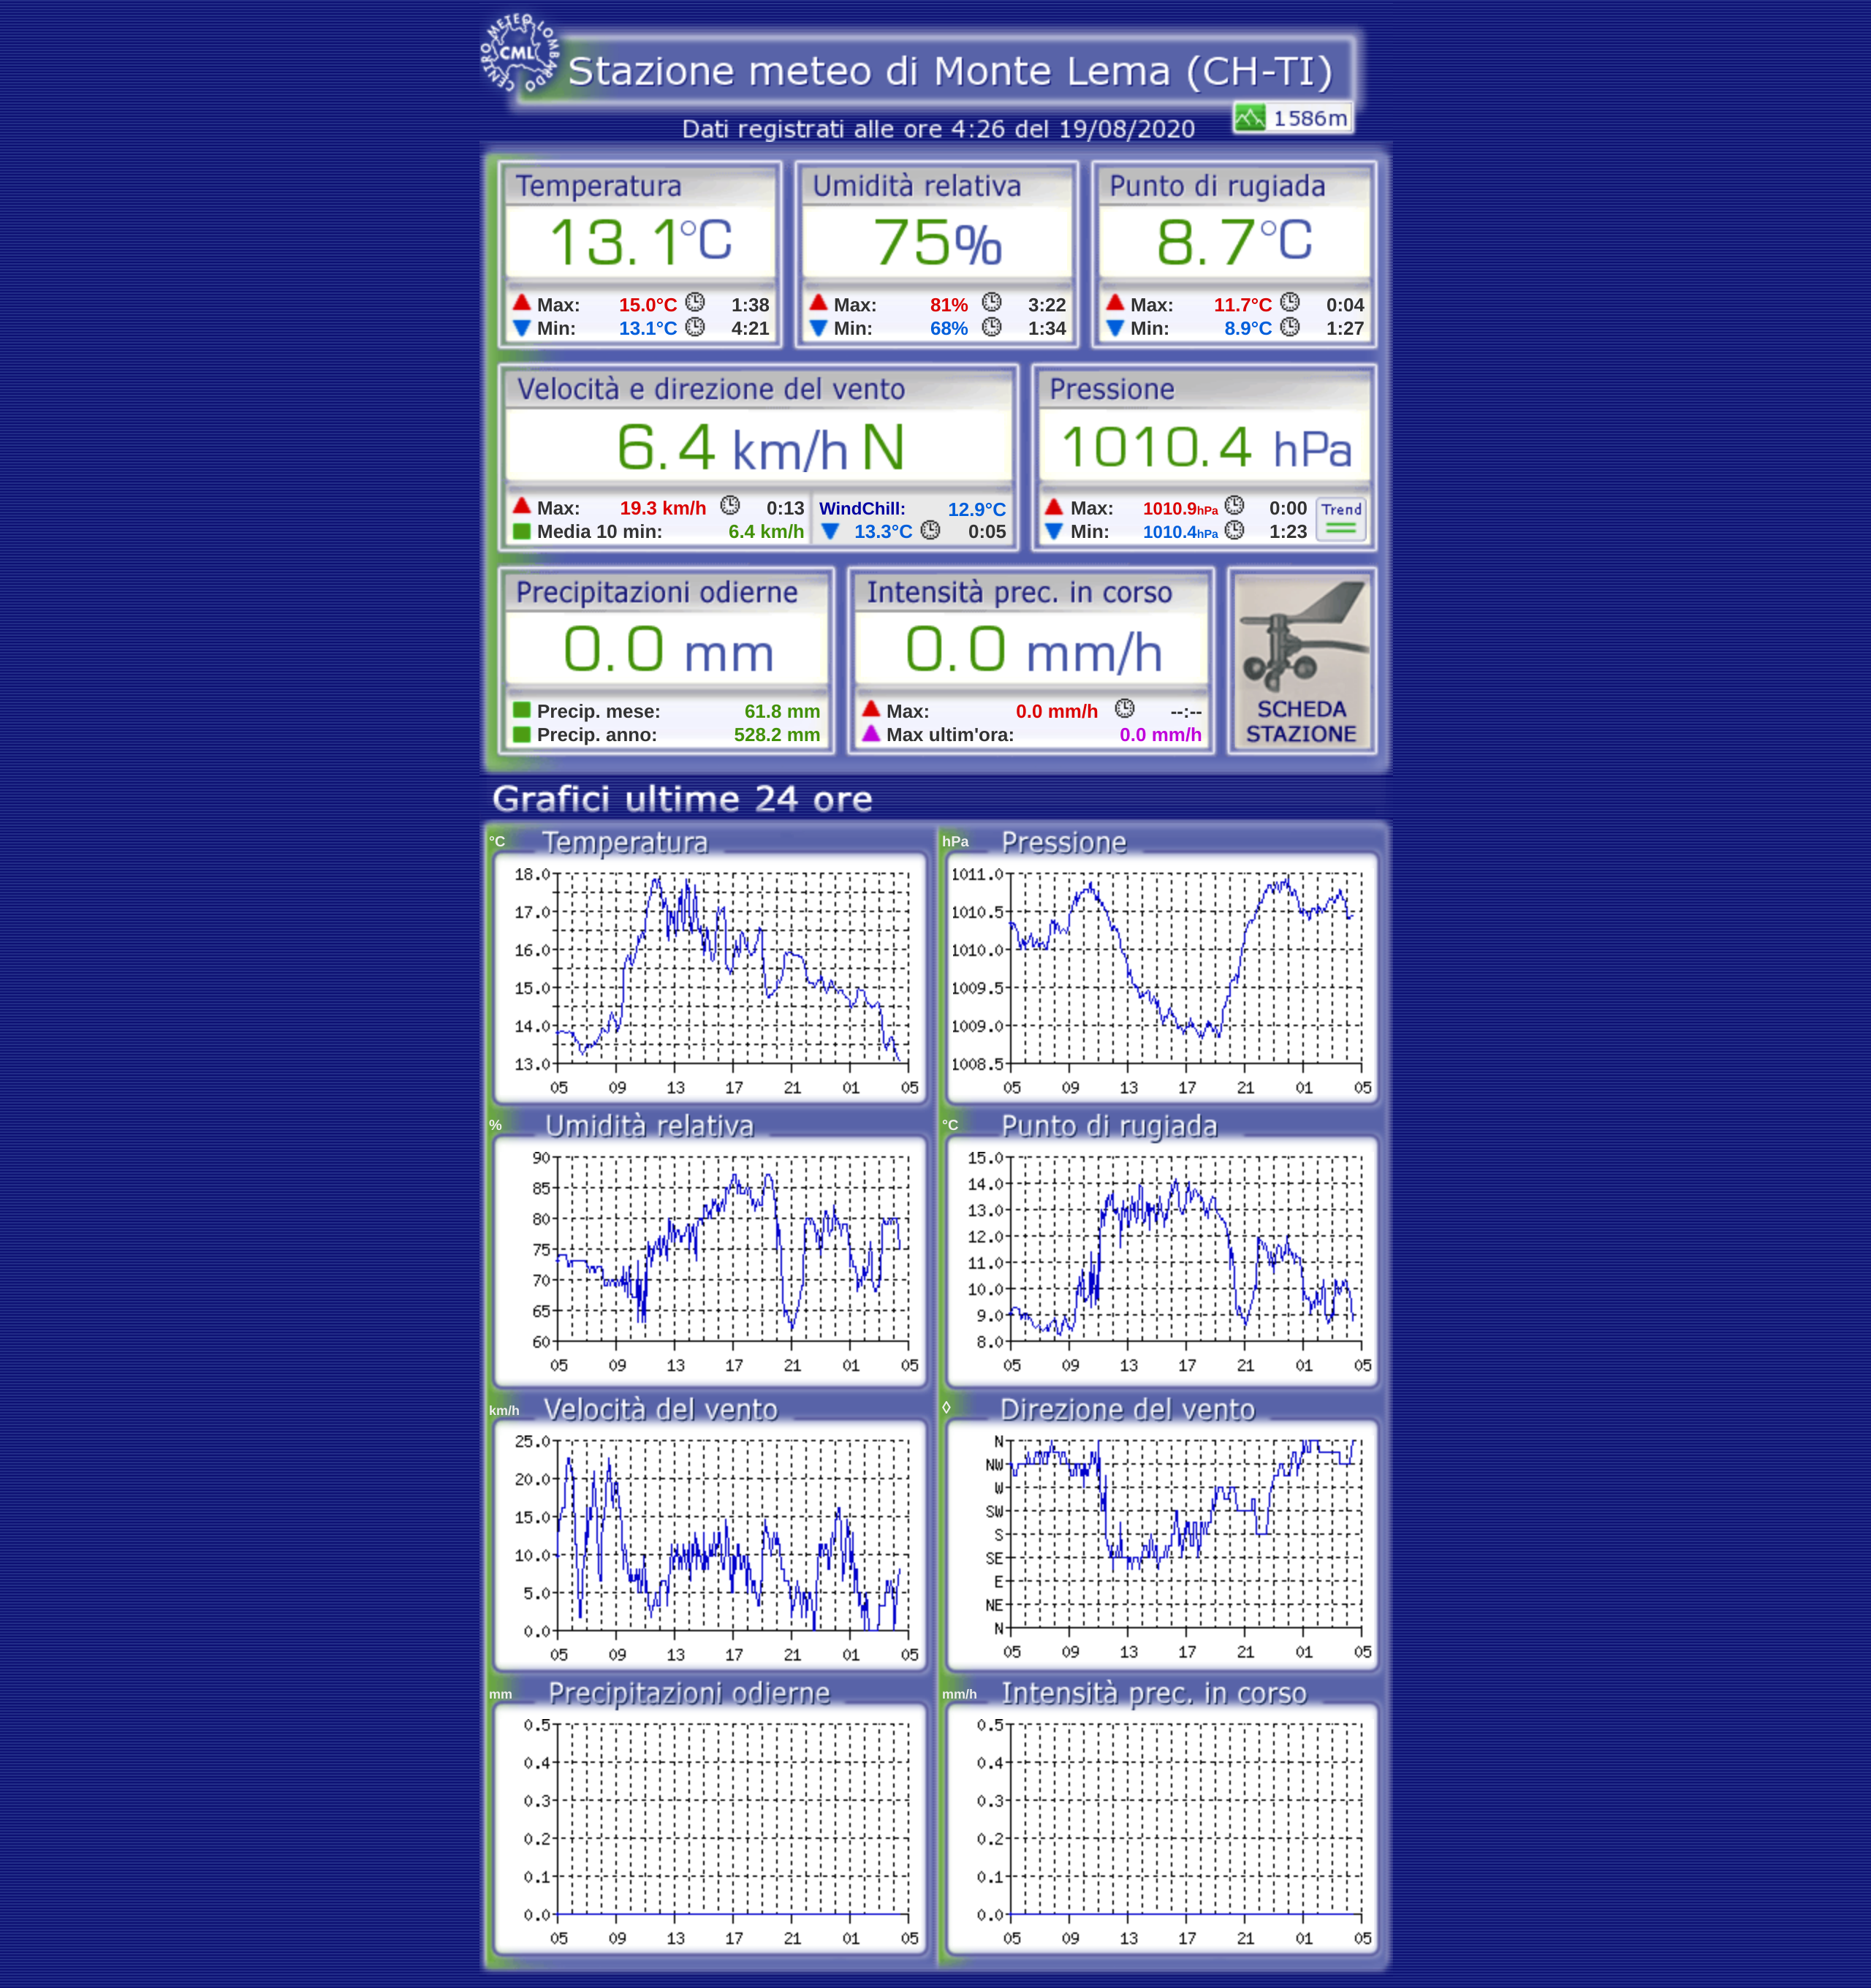 CENTRO METEO LOMBARDO
CML
Stazione meteo di Monte Lema (CH-TI)
1586m
Dati registrati alle ore 4:26 del 19/08/2020
Temperatura
13.1°C
Max: 15.0°C 1:38
Min: 13.1°C 4:21
Umidità relativa
75%
Max: 81% 3:22
Min: 68% 1:34
Punto di rugiada
8.7°C
Max: 11.7°C 0:04
Min: 8.9°C 1:27
Velocità e direzione del vento
6.4 km/h N
Max: 19.3 km/h 0:13
Media 10 min: 6.4 km/h
WindChill: 12.9°C
13.3°C 0:05
Pressione
1010.4 hPa
Max: 1010.9hPa 0:00
Min: 1010.4hPa 1:23
Trend
Precipitazioni odierne
0.0 mm
Precip. mese: 61.8 mm
Precip. anno: 528.2 mm
Intensità prec. in corso
0.0 mm/h
Max: 0.0 mm/h --:--
Max ultim'ora: 0.0 mm/h
SCHEDA
STAZIONE
Grafici ultime 24 ore
°C Temperatura
18.0
17.0
16.0
15.0
14.0
13.0
05 09 13 17 21 01 05
hPa Pressione
1011.0
1010.5
1010.0
1009.5
1009.0
1008.5
05 09 13 17 21 01 05
% Umidità relativa
90
85
80
75
70
65
60
05 09 13 17 21 01 05
°C Punto di rugiada
15.0
14.0
13.0
12.0
11.0
10.0
9.0
8.0
05 09 13 17 21 01 05
km/h Velocità del vento
25.0
20.0
15.0
10.0
5.0
0.0
05 09 13 17 21 01 05
◊ Direzione del vento
N
NW
W
SW
S
SE
E
NE
N
05 09 13 17 21 01 05
mm Precipitazioni odierne
0.5
0.4
0.3
0.2
0.1
0.0
05 09 13 17 21 01 05
mm/h Intensità prec. in corso
0.5
0.4
0.3
0.2
0.1
0.0
05 09 13 17 21 01 05